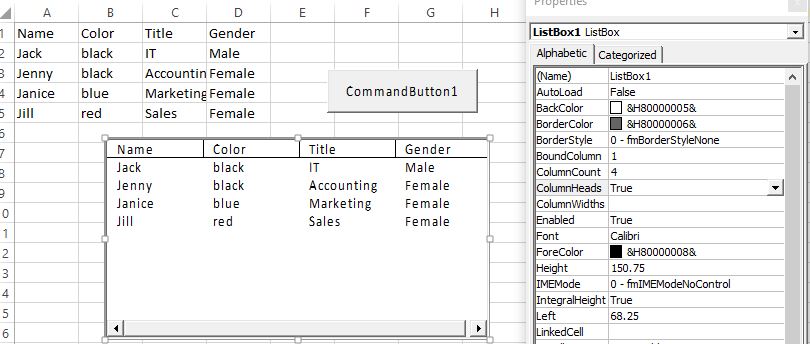 Properties
ListBox1 ListBox
Alphabetic Categorized
(Name) ListBox1
AutoLoad False
BackColor &H80000005&
BorderColor &H80000006&
BorderStyle 0 - fmBorderStyleNone
BoundColumn 1
ColumnCount 4
ColumnHeads True
ColumnWidths
Enabled True
Font Calibri
ForeColor &H80000008&
Height 150.75
IMEMode 0 - fmIMEModeNoControl
IntegralHeight True
Left 68.25
LinkedCell
A B C D E F G H
1 Name Color Title Gender
2 Jack black IT Male
3 Jenny black Accountin Female
4 Janice blue Marketing Female
5 Jill red Sales Female
6
7
8
9
0
1
2
3
4
5
6
CommandButton1
Name Color Title Gender
Jack black IT Male
Jenny black Accounting Female
Janice blue Marketing Female
Jill red Sales Female